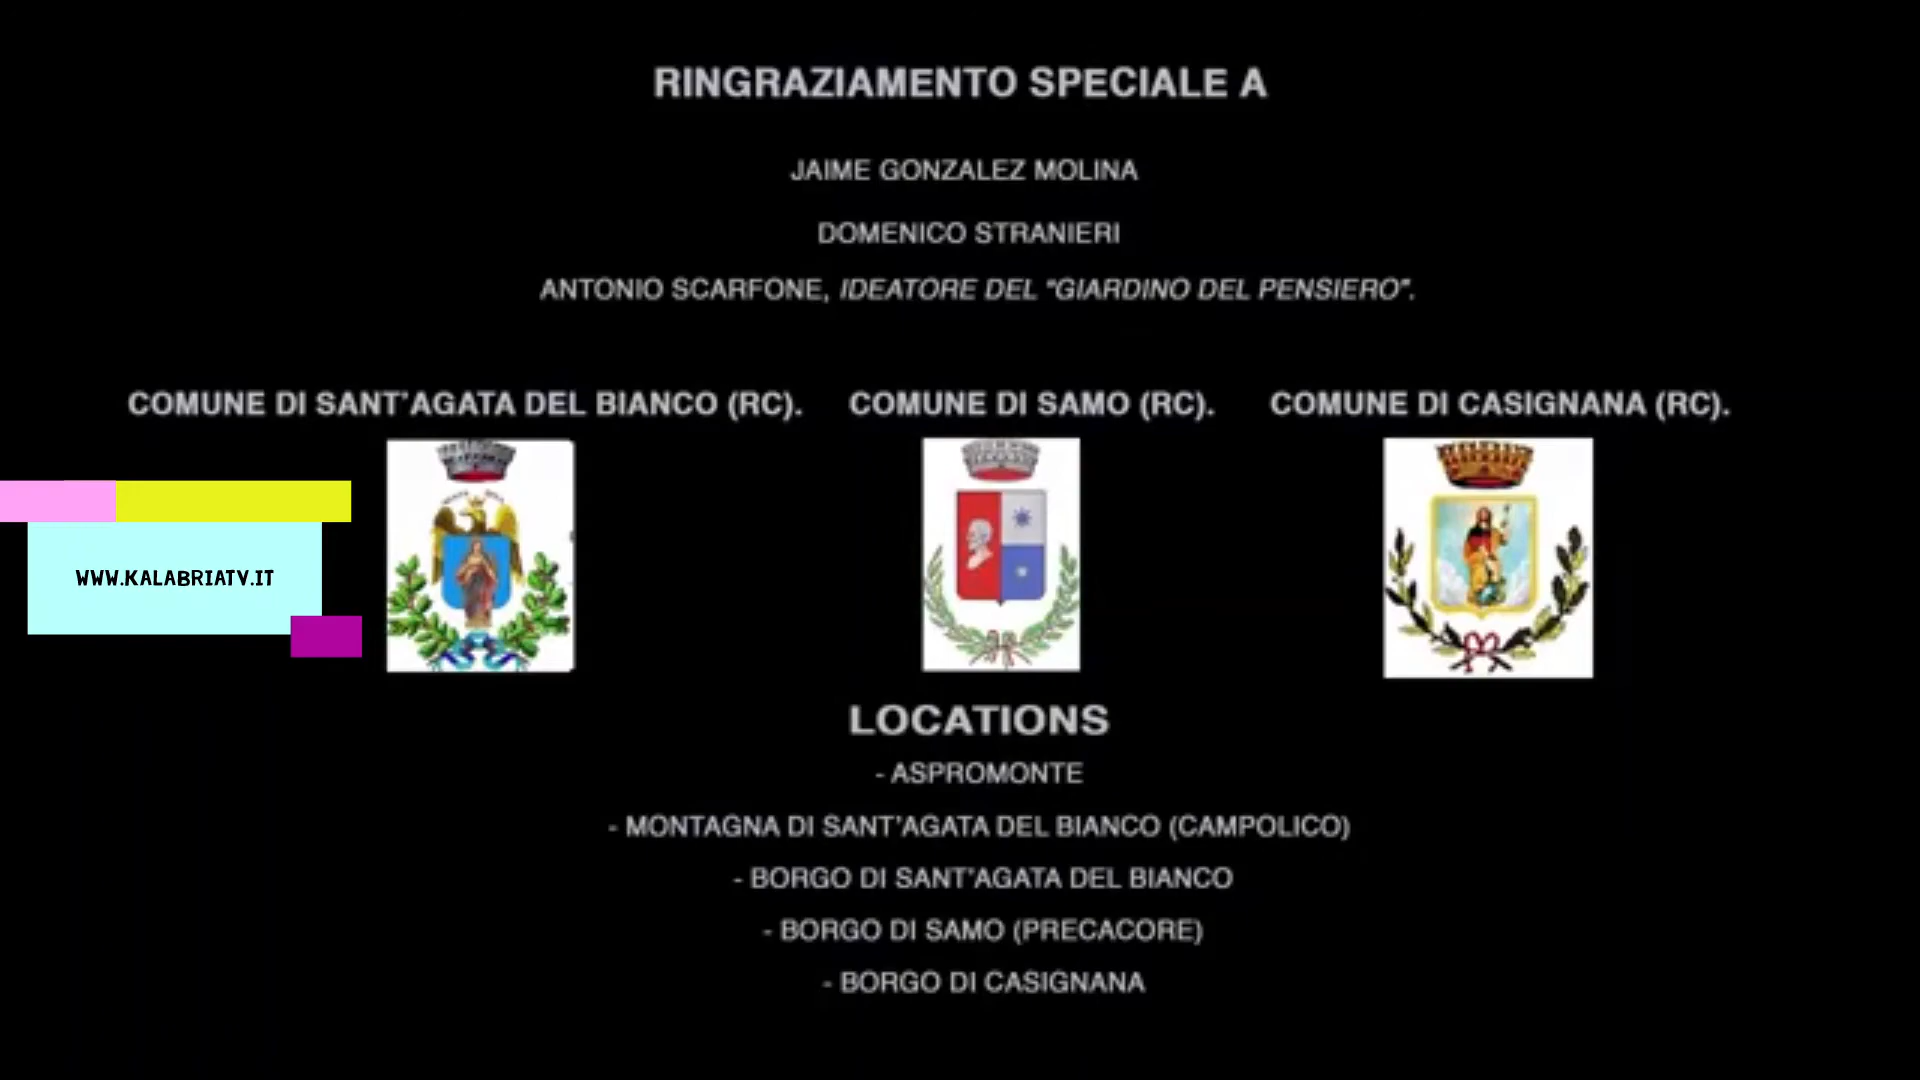 RINGRAZIAMENTO SPECIALE A
JAIME GONZALEZ MOLINA
DOMENICO STRANIERI
ANTONIO SCARFONE, IDEATORE DEL "GIARDINO DEL PENSIERO".
COMUNE DI SANT'AGATA DEL BIANCO (RC). COMUNE DI SAMO (RC). COMUNE DI CASIGNANA (RC).
WWW.KALABRIATV.IT
LOCATIONS
- ASPROMONTE
- MONTAGNA DI SANT'AGATA DEL BIANCO (CAMPOLICO)
- BORGO DI SANT'AGATA DEL BIANCO
- BORGO DI SAMO (PRECACORE)
- BORGO DI CASIGNANA